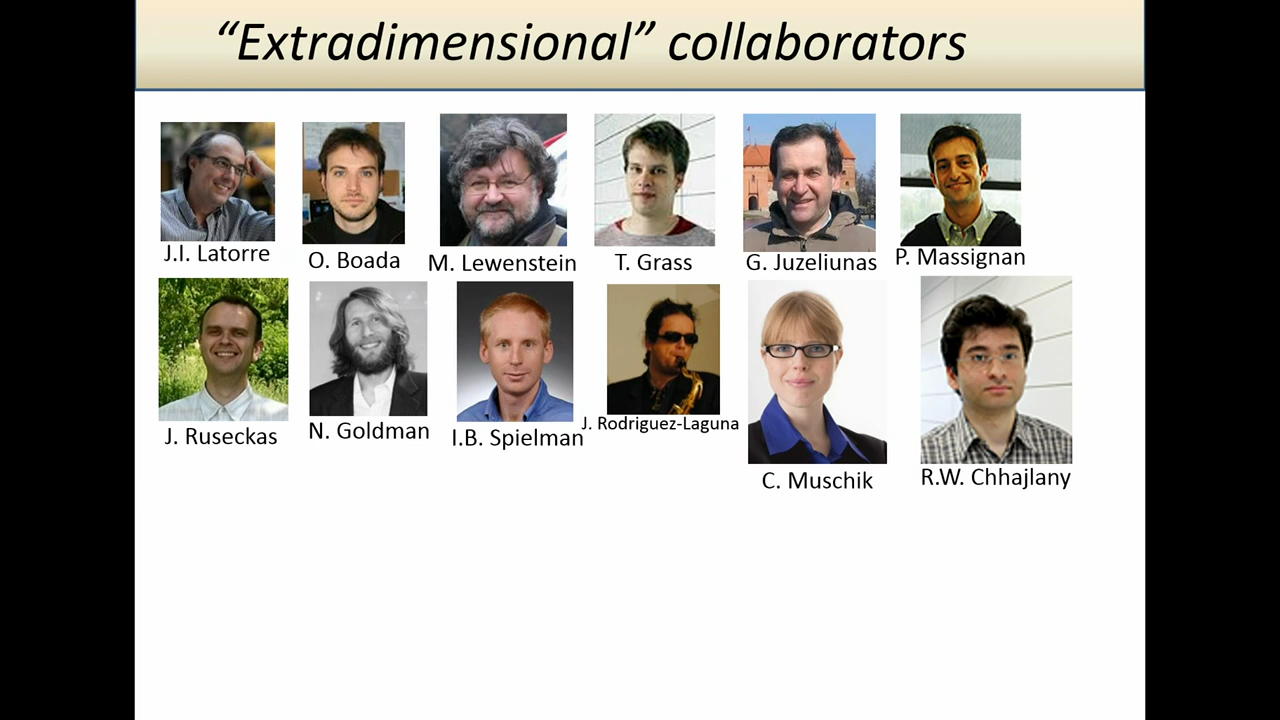 “Extradimensional” collaborators
J.I. Latorre
O. Boada
M. Lewenstein
T. Grass
G. Juzeliunas
P. Massignan
J. Ruseckas
N. Goldman
I.B. Spielman
J. Rodriguez-Laguna
C. Muschik
R.W. Chhajlany